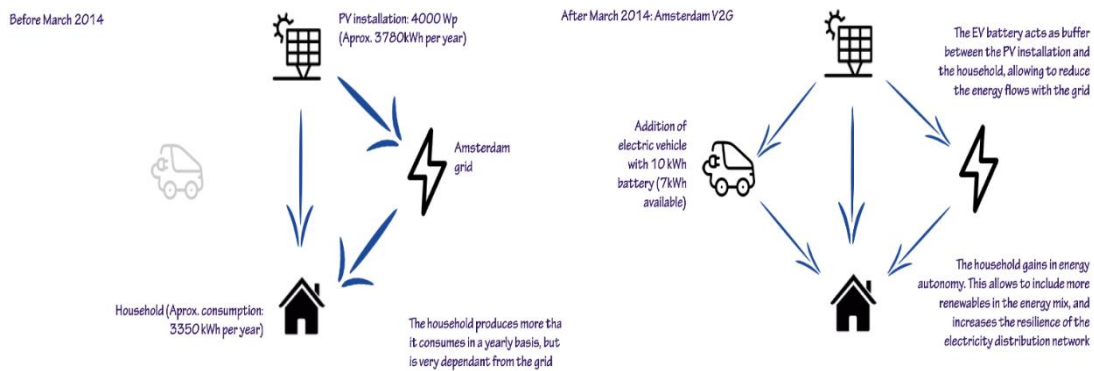 Before March 2014
PV installation: 4000 Wp
(Aprox. 3780kWh per year)
Amsterdam
grid
Household (Aprox. consumption:
3350 kWh per year)
The household produces more tha
it consumes in a yearly basis, but
is very dependant from the grid
After March 2014: Amsterdam V2G
The EV battery acts as buffer
between the PV installation and
the household, allowing to reduce
the energy flows with the grid
Addition of
electric vehicle
with 10 kWh
battery (7kWh
available)
The household gains in energy
autonomy. This allows to include more
renewables in the energy mix, and
increases the resilience of the
electricity distribution network